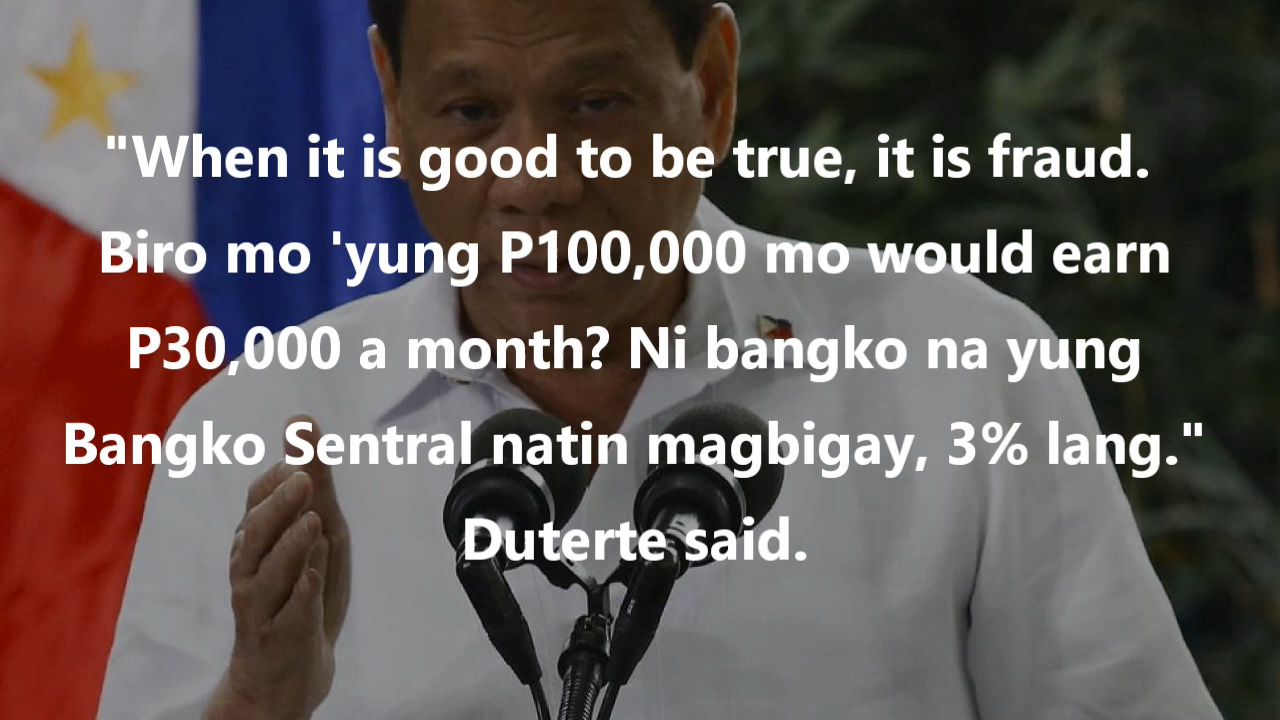 "When it is good to be true, it is fraud.
Biro mo 'yung P100,000 mo would earn
P30,000 a month? Ni bangko na yung
Bangko Sentral natin magbigay, 3% lang."
Duterte said.